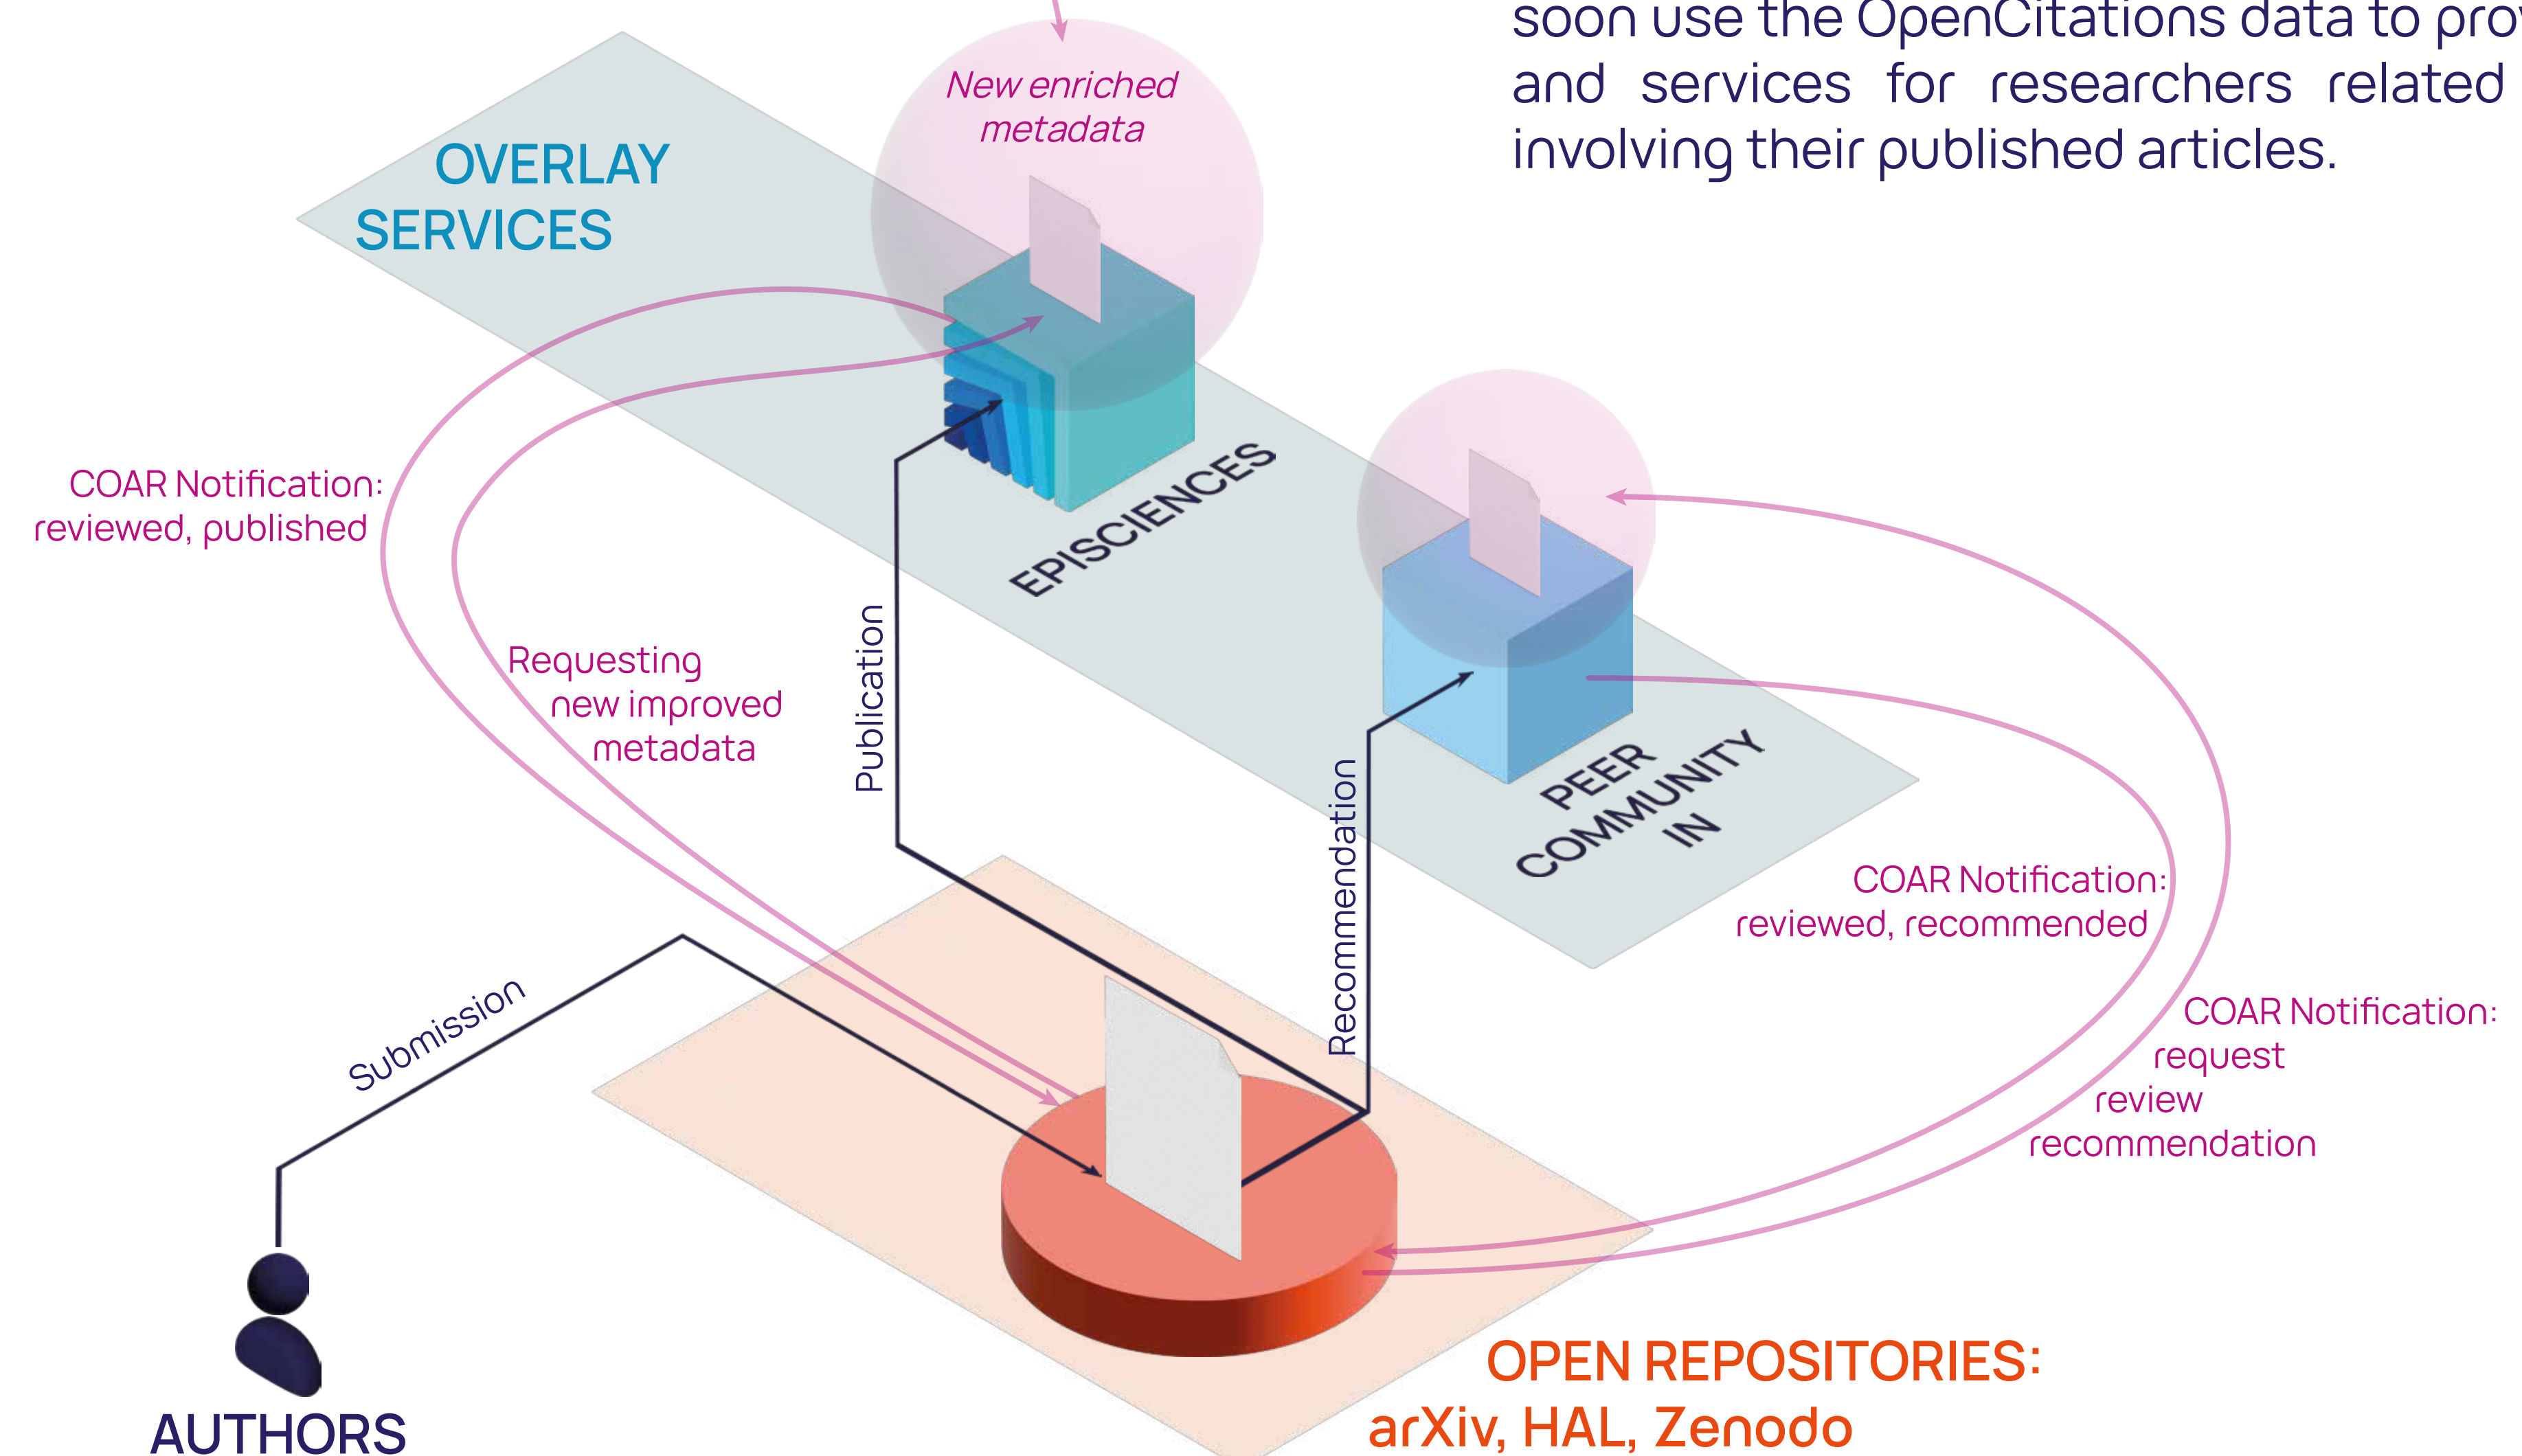 soon use the OpenCitations data to prov
and services for researchers related
involving their published articles.
New enriched
metadata
OVERLAY
SERVICES
EPISCIENCES
COAR Notification:
reviewed, published
Requesting
new improved
metadata
Publication
Recommendation
PEER
COMMUNITY
IN
COAR Notification:
reviewed, recommended
COAR Notification:
request
review
recommendation
Submission
OPEN REPOSITORIES:
arXiv, HAL, Zenodo
AUTHORS